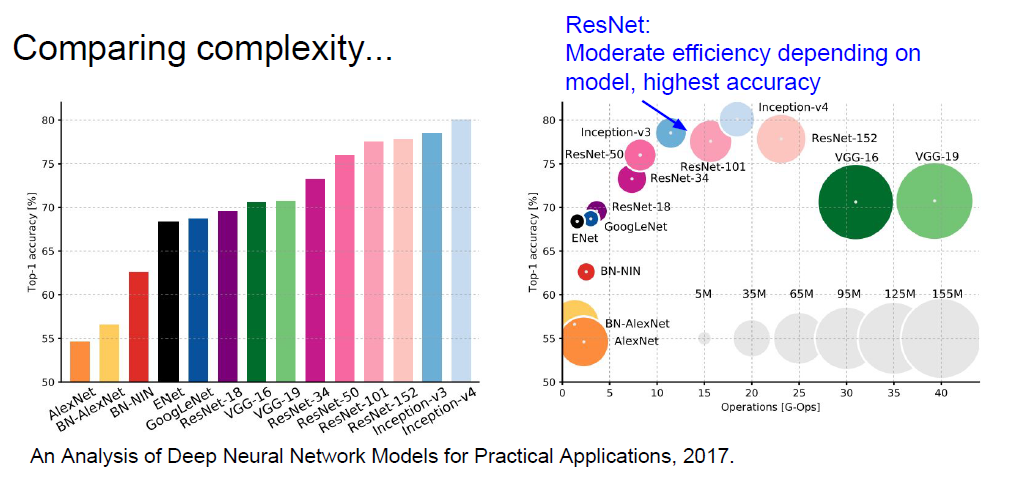 Comparing complexity...
ResNet:
Moderate efficiency depending on
model, highest accuracy
Top-1 accuracy [%]
80
75
70
65
60
55
50
AlexNet
BN-AlexNet
BN-NIN
ENet
GoogLeNet
ResNet-18
VGG-16
VGG-19
ResNet-34
ResNet-50
ResNet-101
ResNet-152
Inception-v3
Inception-v4
Top-1 accuracy [%]
80
75
70
65
60
55
50
Inception-v4
Inception-v3
ResNet-152
ResNet-50
VGG-16
VGG-19
ResNet-101
ResNet-34
ResNet-18
GoogLeNet
ENet
BN-NIN
5M
35M
65M
95M
125M
155M
BN-AlexNet
AlexNet
0
5
10
15
20
25
30
35
40
Operations [G-Ops]
An Analysis of Deep Neural Network Models for Practical Applications, 2017.